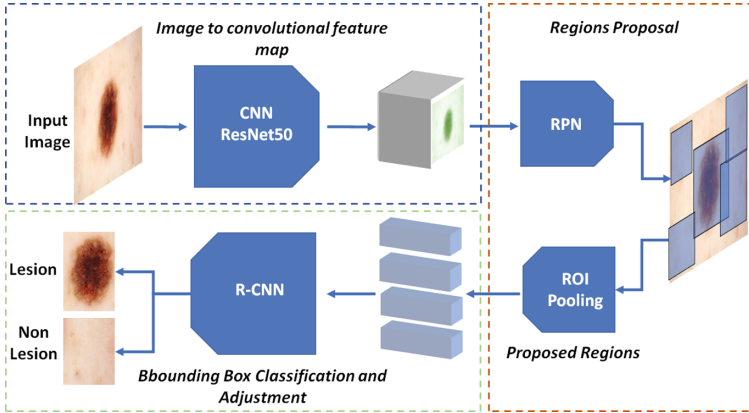 Image to convolutional feature
map
Regions Proposal
Input
Image
CNN
ResNet50
RPN
Lesion
Non
Lesion
R-CNN
ROI
Pooling
Proposed Regions
Bbounding Box Classification and
Adjustment